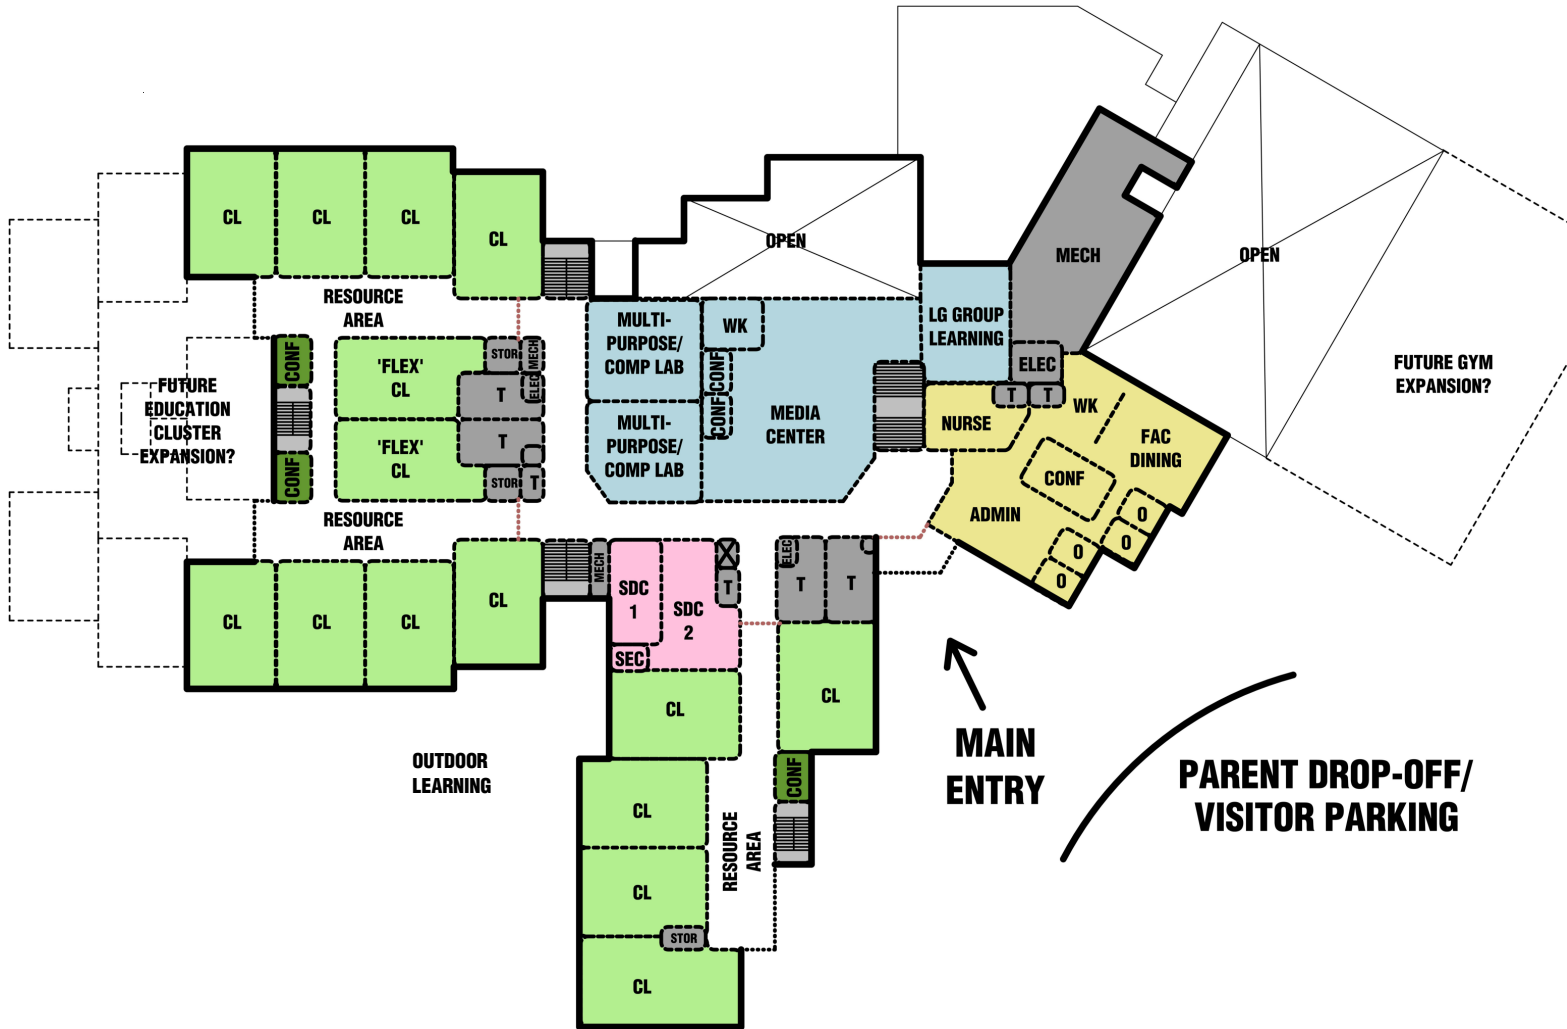 CL
CL
CL
CL
OPEN
MECH
OPEN
RESOURCE
AREA
MULTI-
PURPOSE/
COMP LAB
WK
LG GROUP
LEARNING
CONF
'FLEX'
CL
STOR
MECH
ELEC
T
CONF
ELEC
T
T
WK
FUTURE GYM
EXPANSION?
FUTURE
EDUCATION
CLUSTER
EXPANSION?
CONF
MULTI-
PURPOSE/
COMP LAB
MEDIA
CENTER
NURSE
FAC
DINING
CONF
'FLEX'
CL
T
STOR
T
CONF
ADMIN
O
O
O
O
RESOURCE
AREA
CL
CL
CL
CL
MECH
SDC
1
SDC
2
SEC
T
ELEC
T
T
CL
CL
OUTDOOR
LEARNING
MAIN
ENTRY
PARENT DROP-OFF/
VISITOR PARKING
CONF
CL
RESOURCE
AREA
CL
STOR
CL